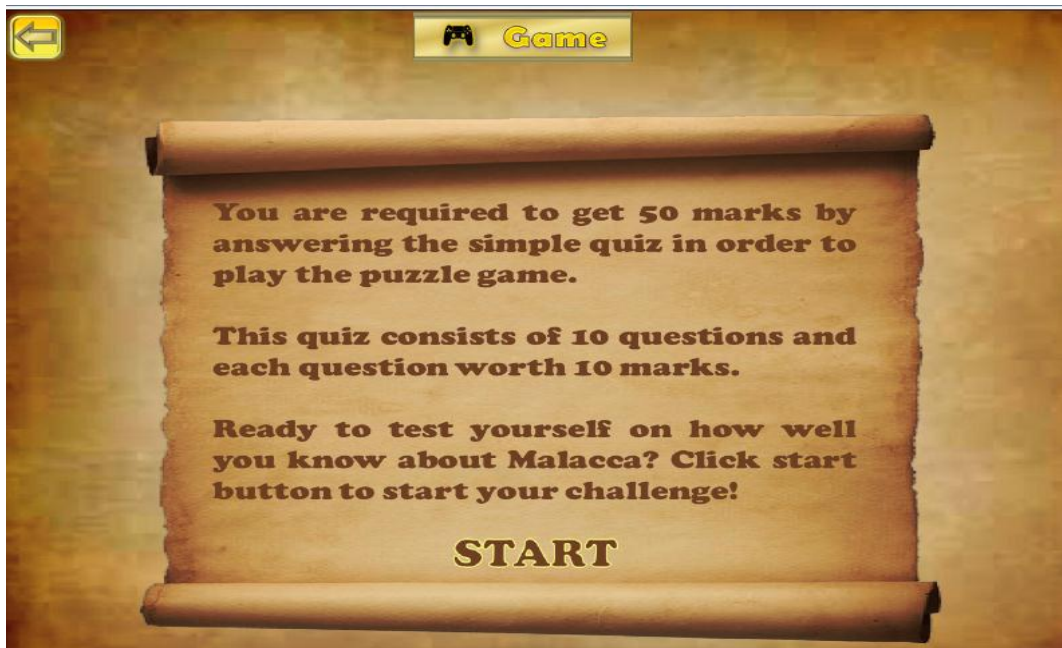 Game
You are required to get 50 marks by
answering the simple quiz in order to
play the puzzle game.
This quiz consists of 10 questions and
each question worth 10 marks.
Ready to test yourself on how well
you know about Malacca? Click start
button to start your challenge!
START